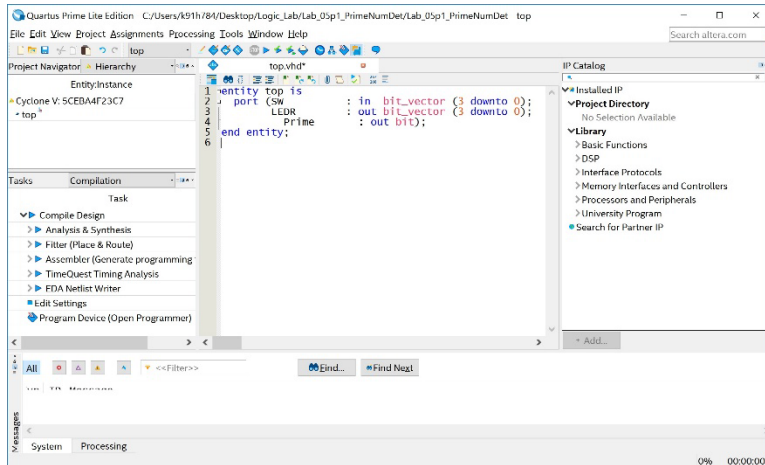 Quartus Prime Lite Edition C:/Users/k91h784/Desktop/Logic_Lab/Lab_05p1_PrimeNumDet/Lab_05p1_PrimeNumDet top
File Edit View Project Assignments Processing Tools Window Help
Search altera.com
top
Project Navigator Hierarchy
top.vhd*
IP Catalog
Entity:Instance
Cyclone V: 5CEBA4F23C7
top
1 entity top is
2 port (SW : in bit_vector (3 downto 0);
3 LEDR : out bit_vector (3 downto 0);
4 Prime : out bit);
5 end entity;
6
Installed IP
Project Directory
No Selection Available
Library
Basic Functions
DSP
Interface Protocols
Memory Interfaces and Controllers
Processors and Peripherals
University Program
Search for Partner IP
Tasks Compilation
Task
Compile Design
Analysis & Synthesis
Fitter (Place & Route)
Assembler (Generate programming
TimeQuest Timing Analysis
EDA Netlist Writer
Edit Settings
Program Device (Open Programmer)
+ Add...
All <<Filter>> Find... Find Next
Messages
System Processing
0% 00:00:00